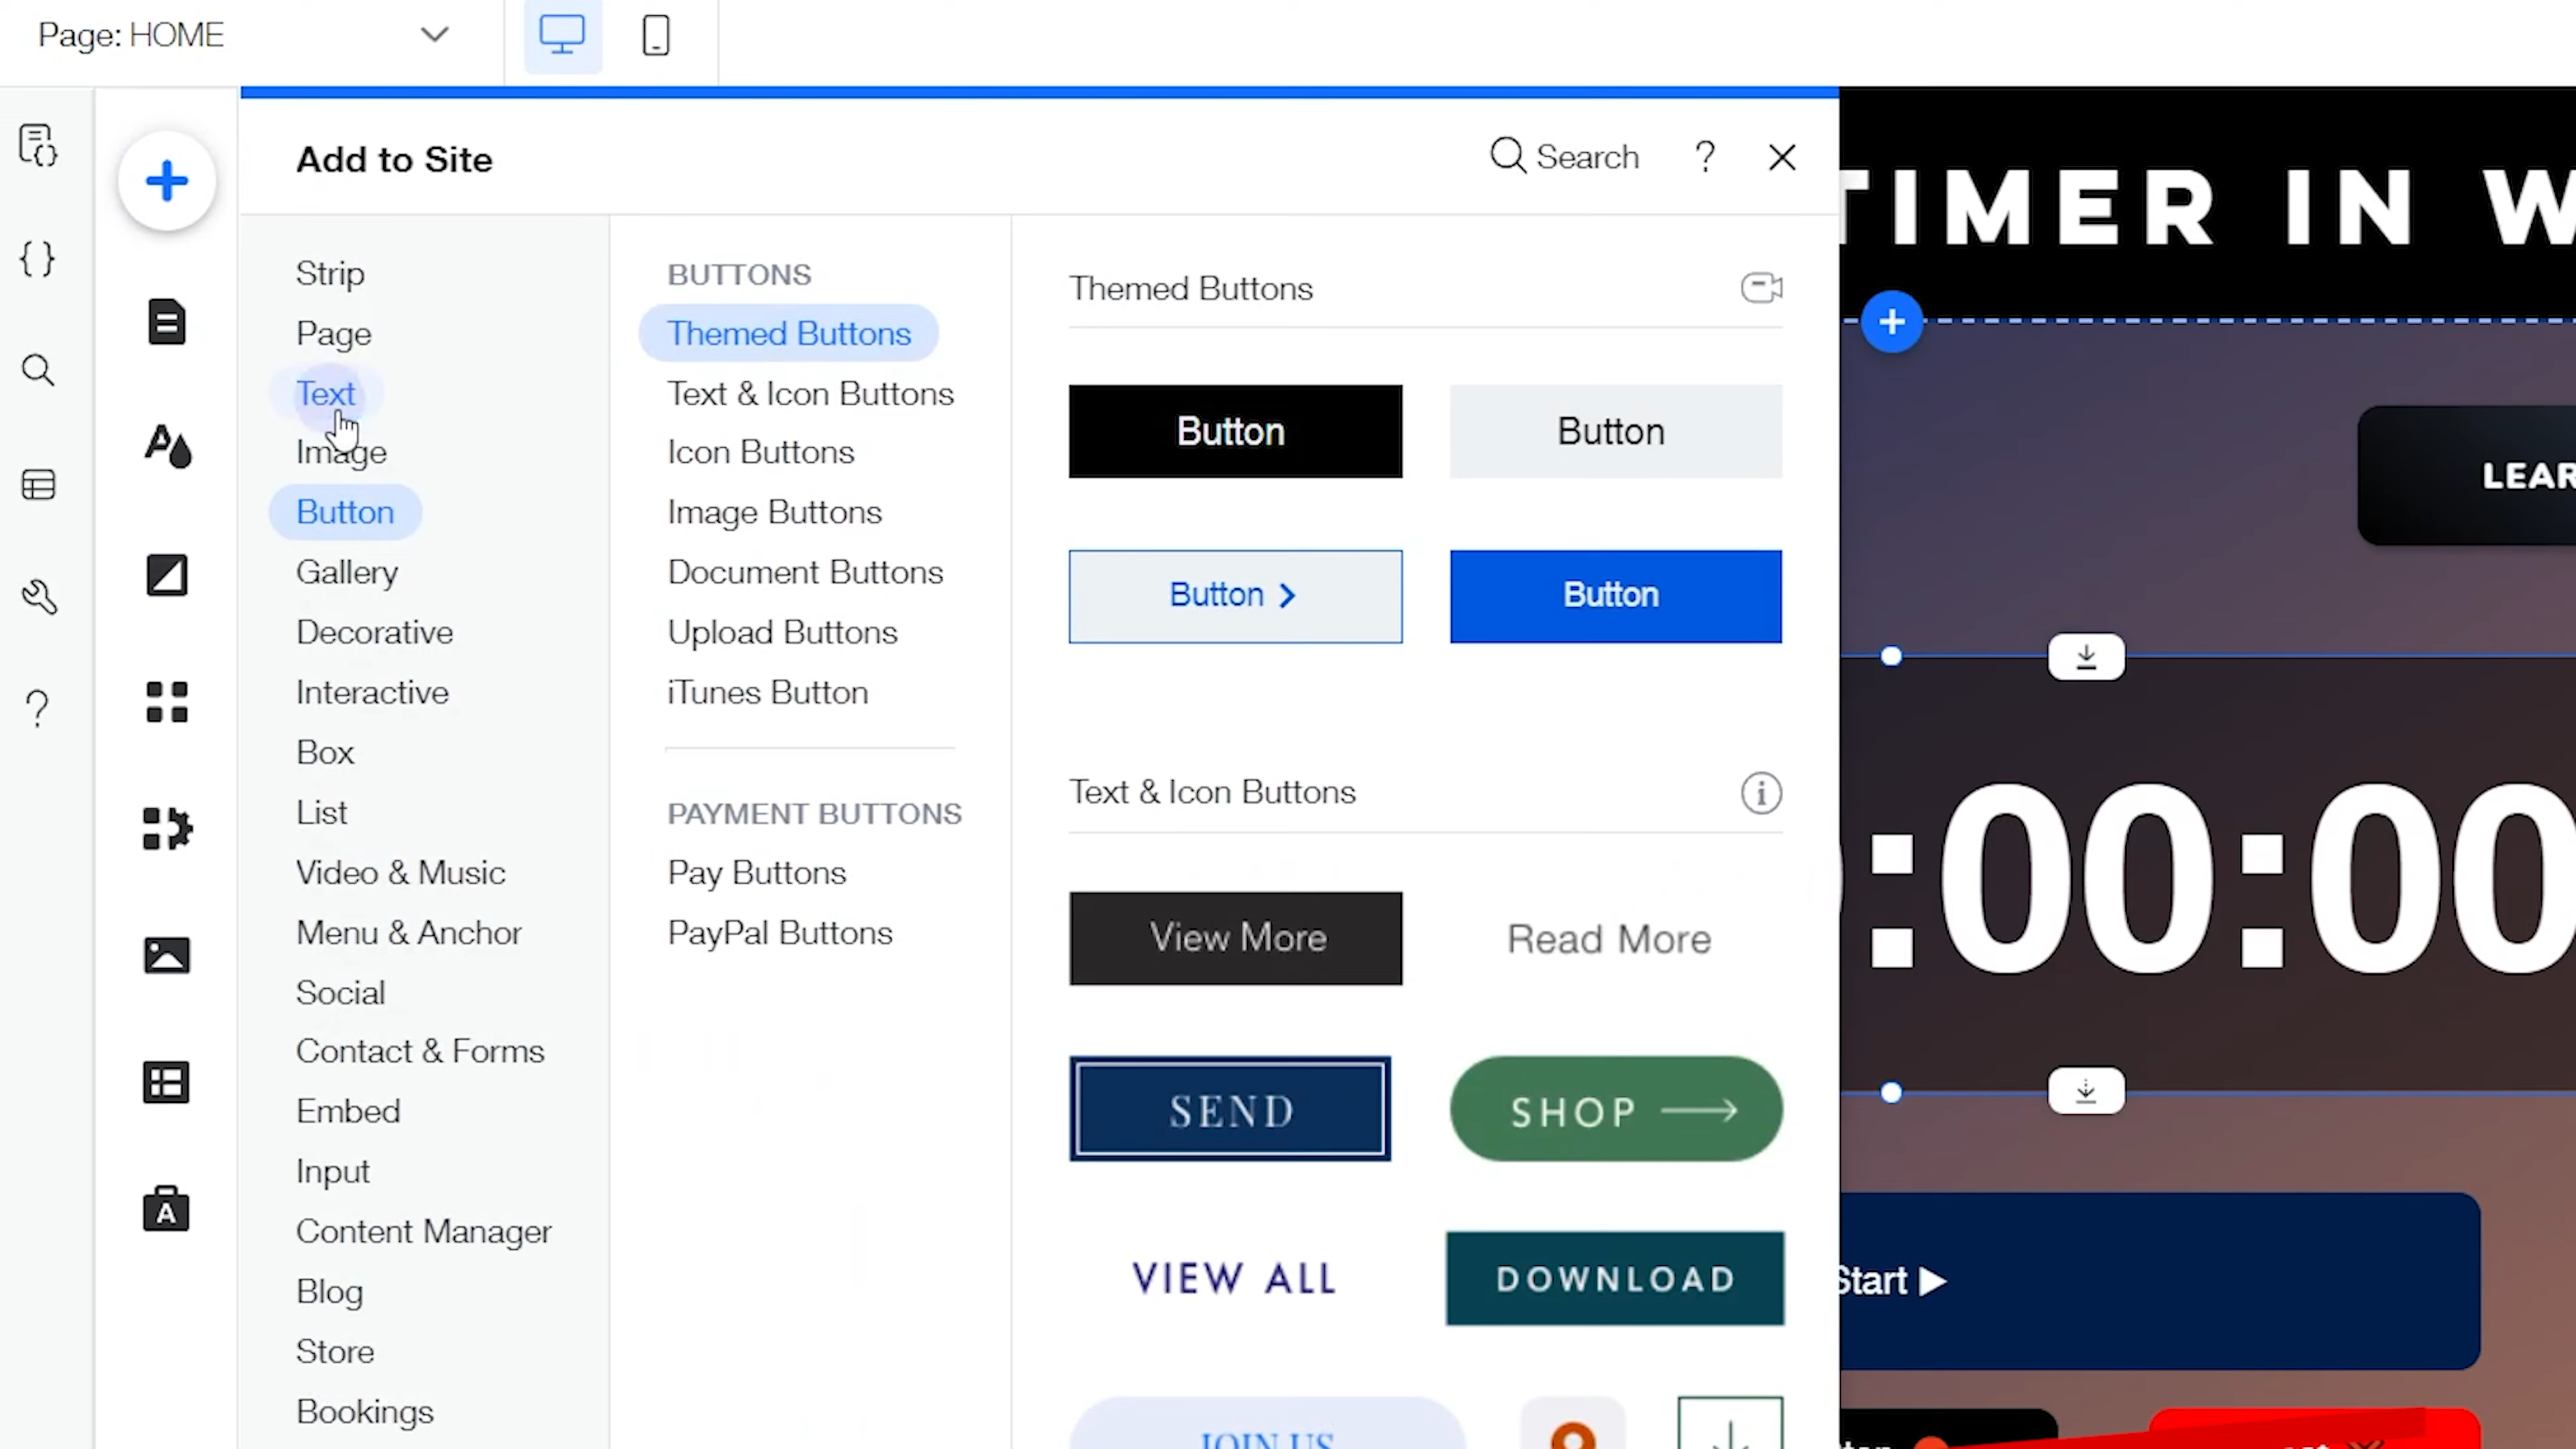 Page: HOME
Add to Site
Search
?
TIMER IN W
Strip
Page
Text
Image
Button
Gallery
Decorative
Interactive
Box
List
Video & Music
Menu & Anchor
Social
Contact & Forms
Embed
Input
Content Manager
Blog
Store
Bookings
BUTTONS
Themed Buttons
Text & Icon Buttons
Icon Buttons
Image Buttons
Document Buttons
Upload Buttons
iTunes Button
PAYMENT BUTTONS
Pay Buttons
PayPal Buttons
Themed Buttons
Button
Button
Button >
Button
Text & Icon Buttons
View More
Read More
SEND
SHOP
VIEW ALL
DOWNLOAD
JOIN US
LEAR
:00:00
Start